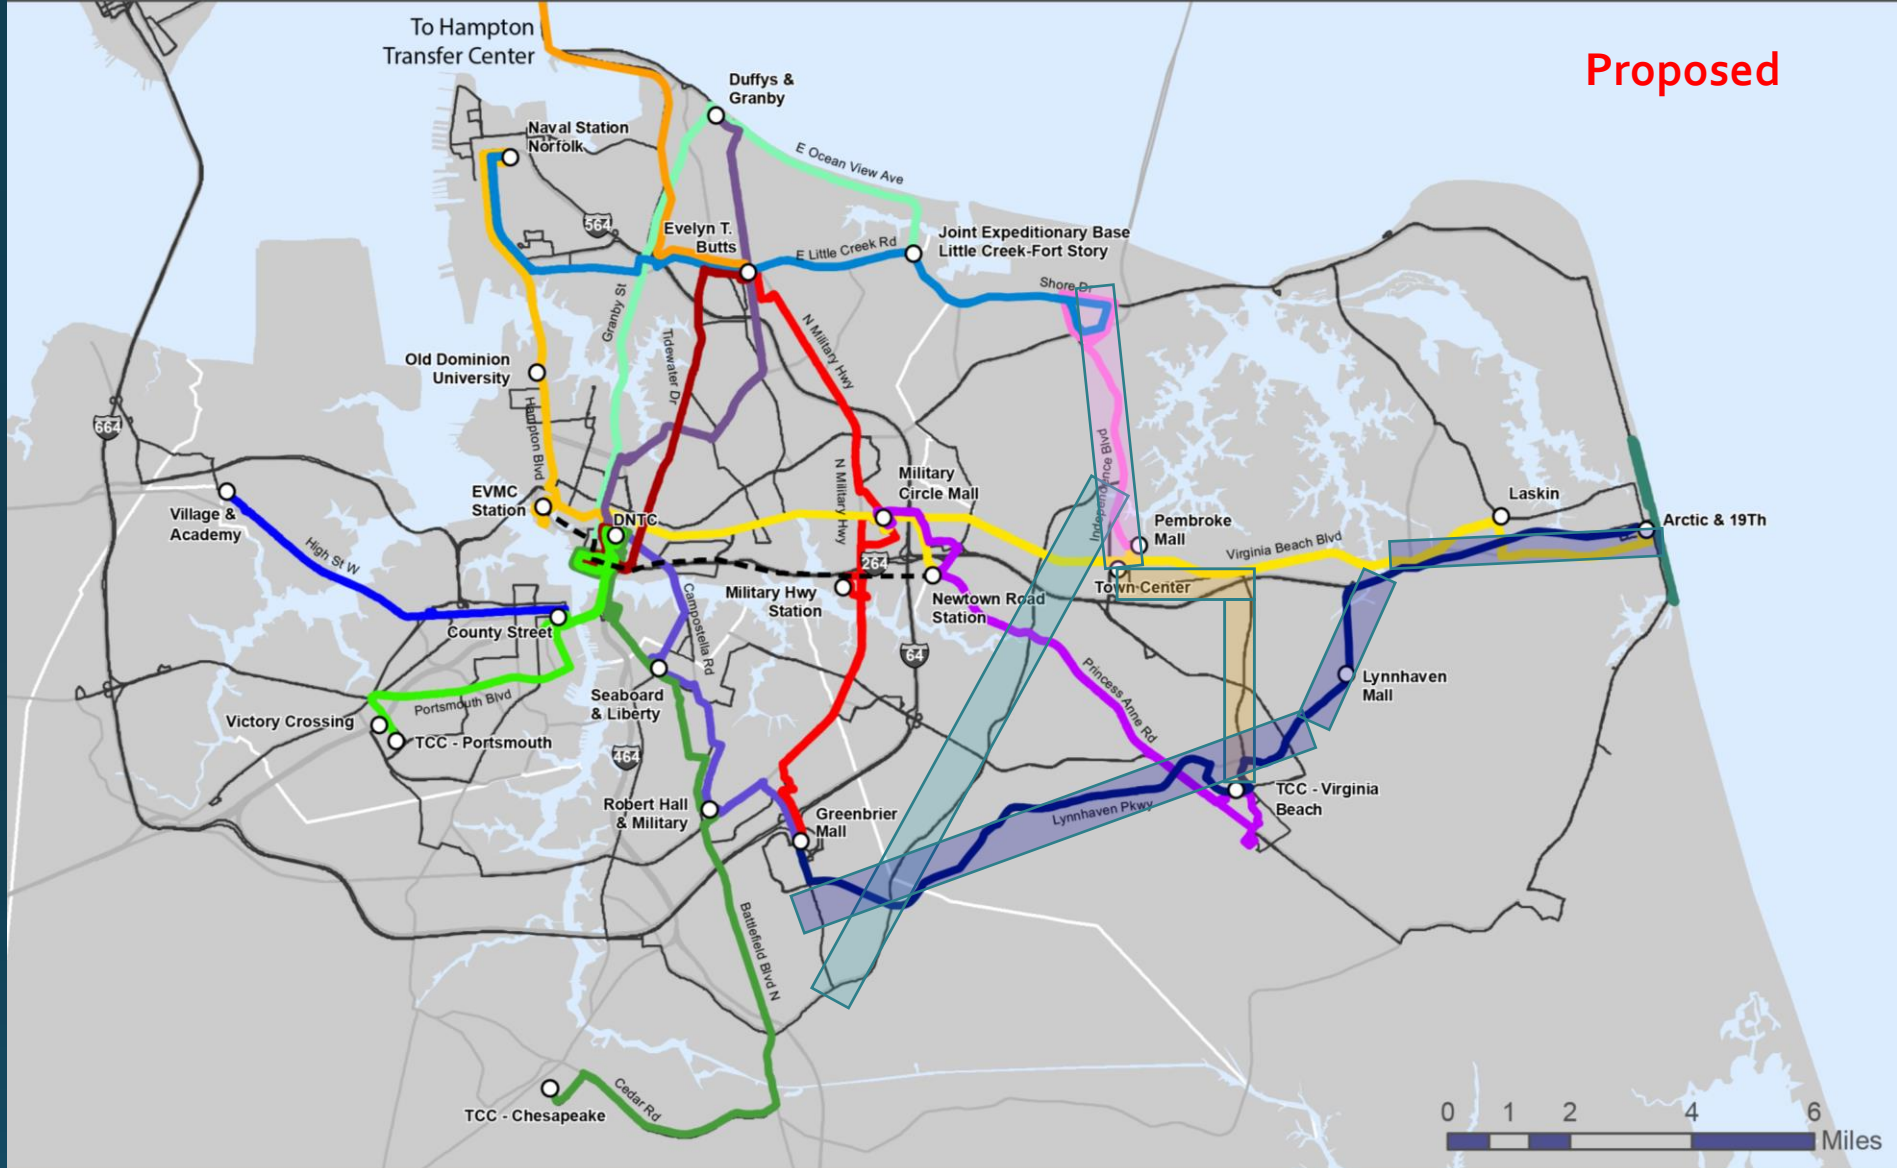 To Hampton
Transfer Center
Proposed
Duffys &
Granby
Naval Station
Norfolk
E Ocean View Ave
564
Evelyn T.
Butts
E Little Creek Rd
Joint Expeditionary Base
Little Creek-Fort Story
Shore Dr
Granby St
Tidewater Dr
N Military Hwy
Old Dominion
University
Hampton Blvd
664
Independence Blvd
N Military Hwy
Military
Circle Mall
EVMC
Station
DNTC
Village &
Academy
High St W
Laskin
Arctic & 19Th
Pembroke
Mall
Virginia Beach Blvd
264
Military Hwy
Station
Town Center
Newtown Road
Station
Campostella Rd
County Street
64
Seaboard
& Liberty
Princess Anne Rd
Lynnhaven
Mall
Portsmouth Blvd
Victory Crossing
TCC - Portsmouth
464
Robert Hall
& Military
Greenbrier
Mall
Lynnhaven Pkwy
TCC - Virginia
Beach
Battlefield Blvd N
TCC - Chesapeake
Cedar Rd
0 1 2 4 6
Miles